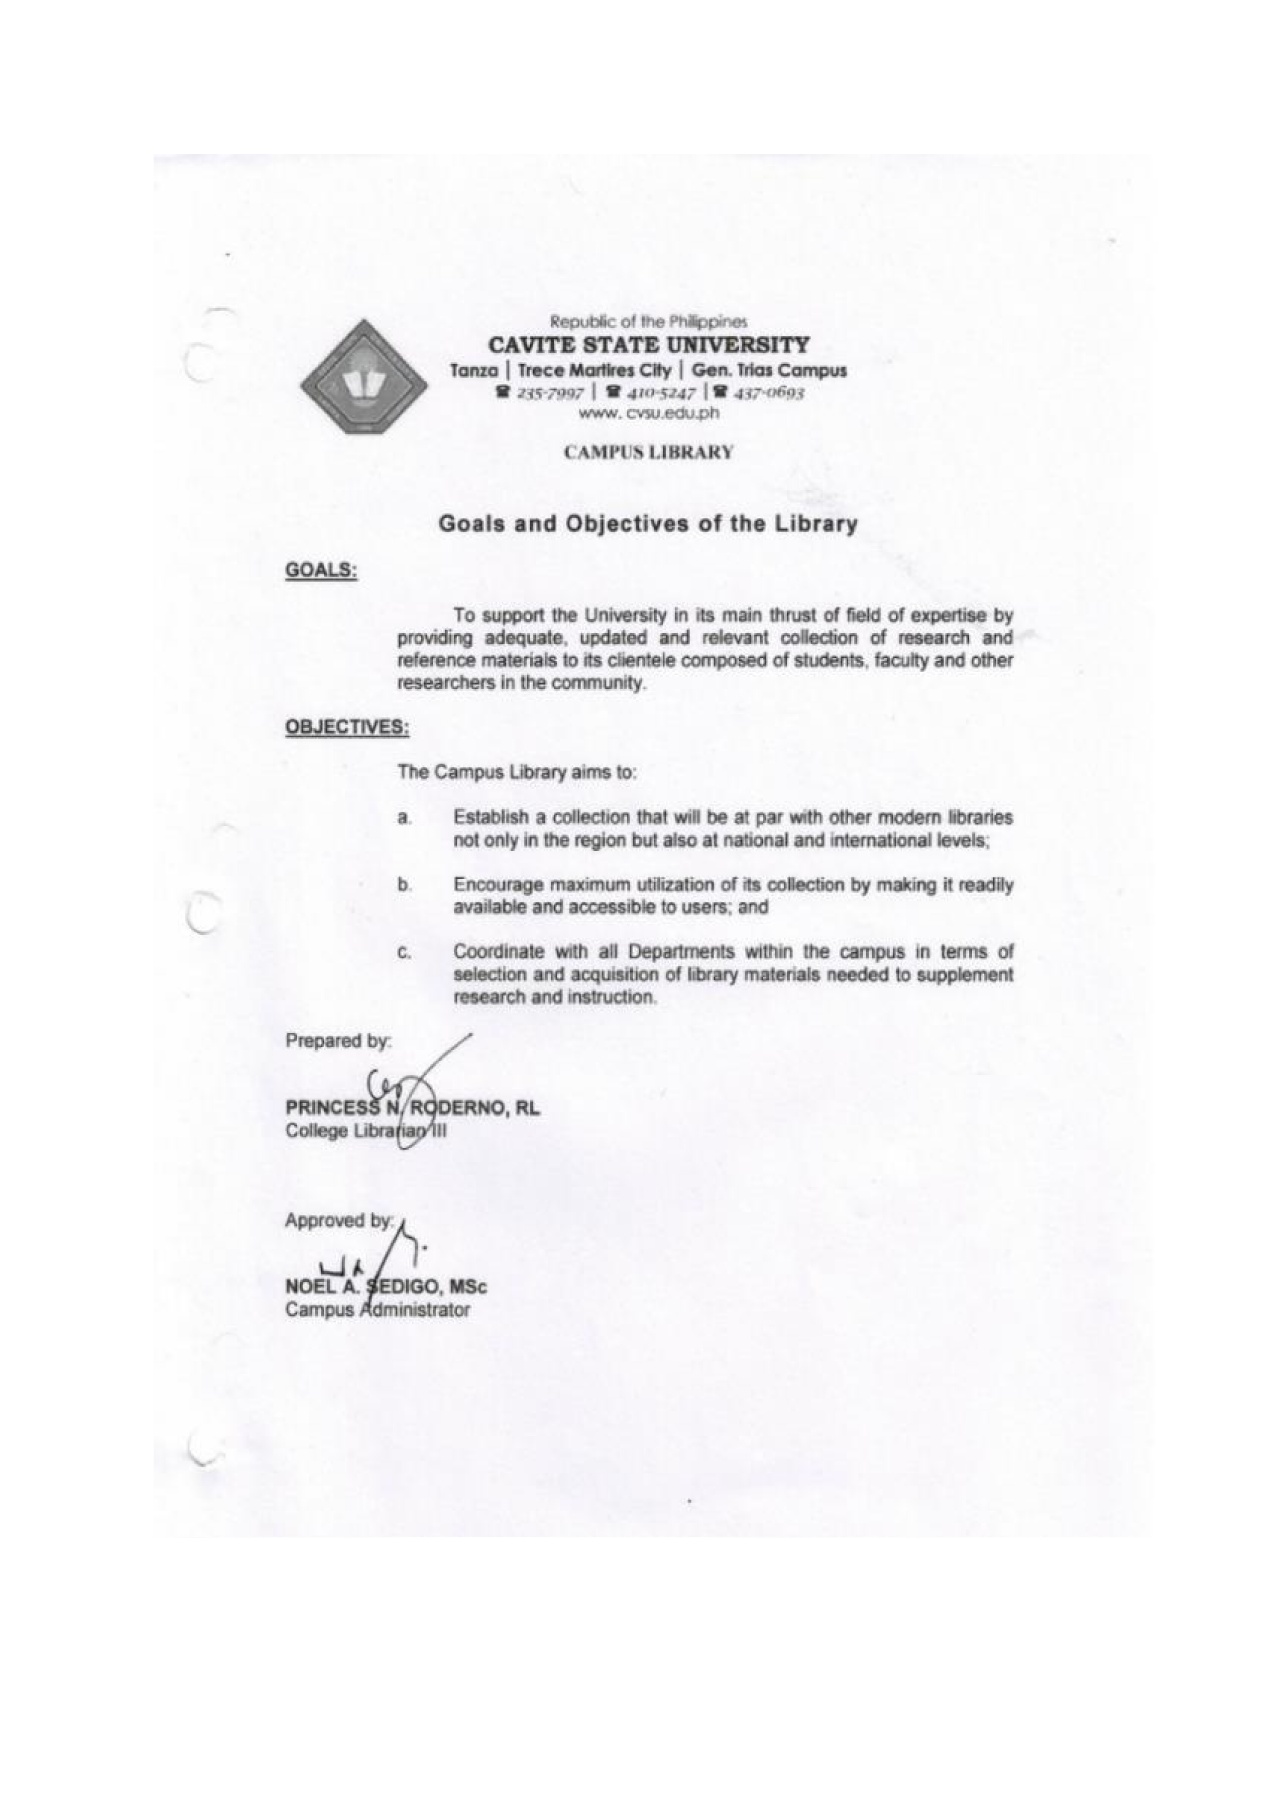 Republic of the Philippines
CAVITE STATE UNIVERSITY
Tanza | Trece Martires City | Gen. Trias Campus
☎ 235-7997 | ☎ 410-5247 | ☎ 437-0693
www. cvsu.edu.ph
CAMPUS LIBRARY
Goals and Objectives of the Library
GOALS:
To support the University in its main thrust of field of expertise by
providing adequate, updated and relevant collection of research and
reference materials to its clientele composed of students, faculty and other
researchers in the community.
OBJECTIVES:
The Campus Library aims to:
a. Establish a collection that will be at par with other modern libraries
not only in the region but also at national and international levels;
b. Encourage maximum utilization of its collection by making it readily
available and accessible to users; and
c. Coordinate with all Departments within the campus in terms of
selection and acquisition of library materials needed to supplement
research and instruction.
Prepared by:
PRINCESS N. RODERNO, RL
College Librarian III
Approved by:
NOEL A. SEDIGO, MSc
Campus Administrator